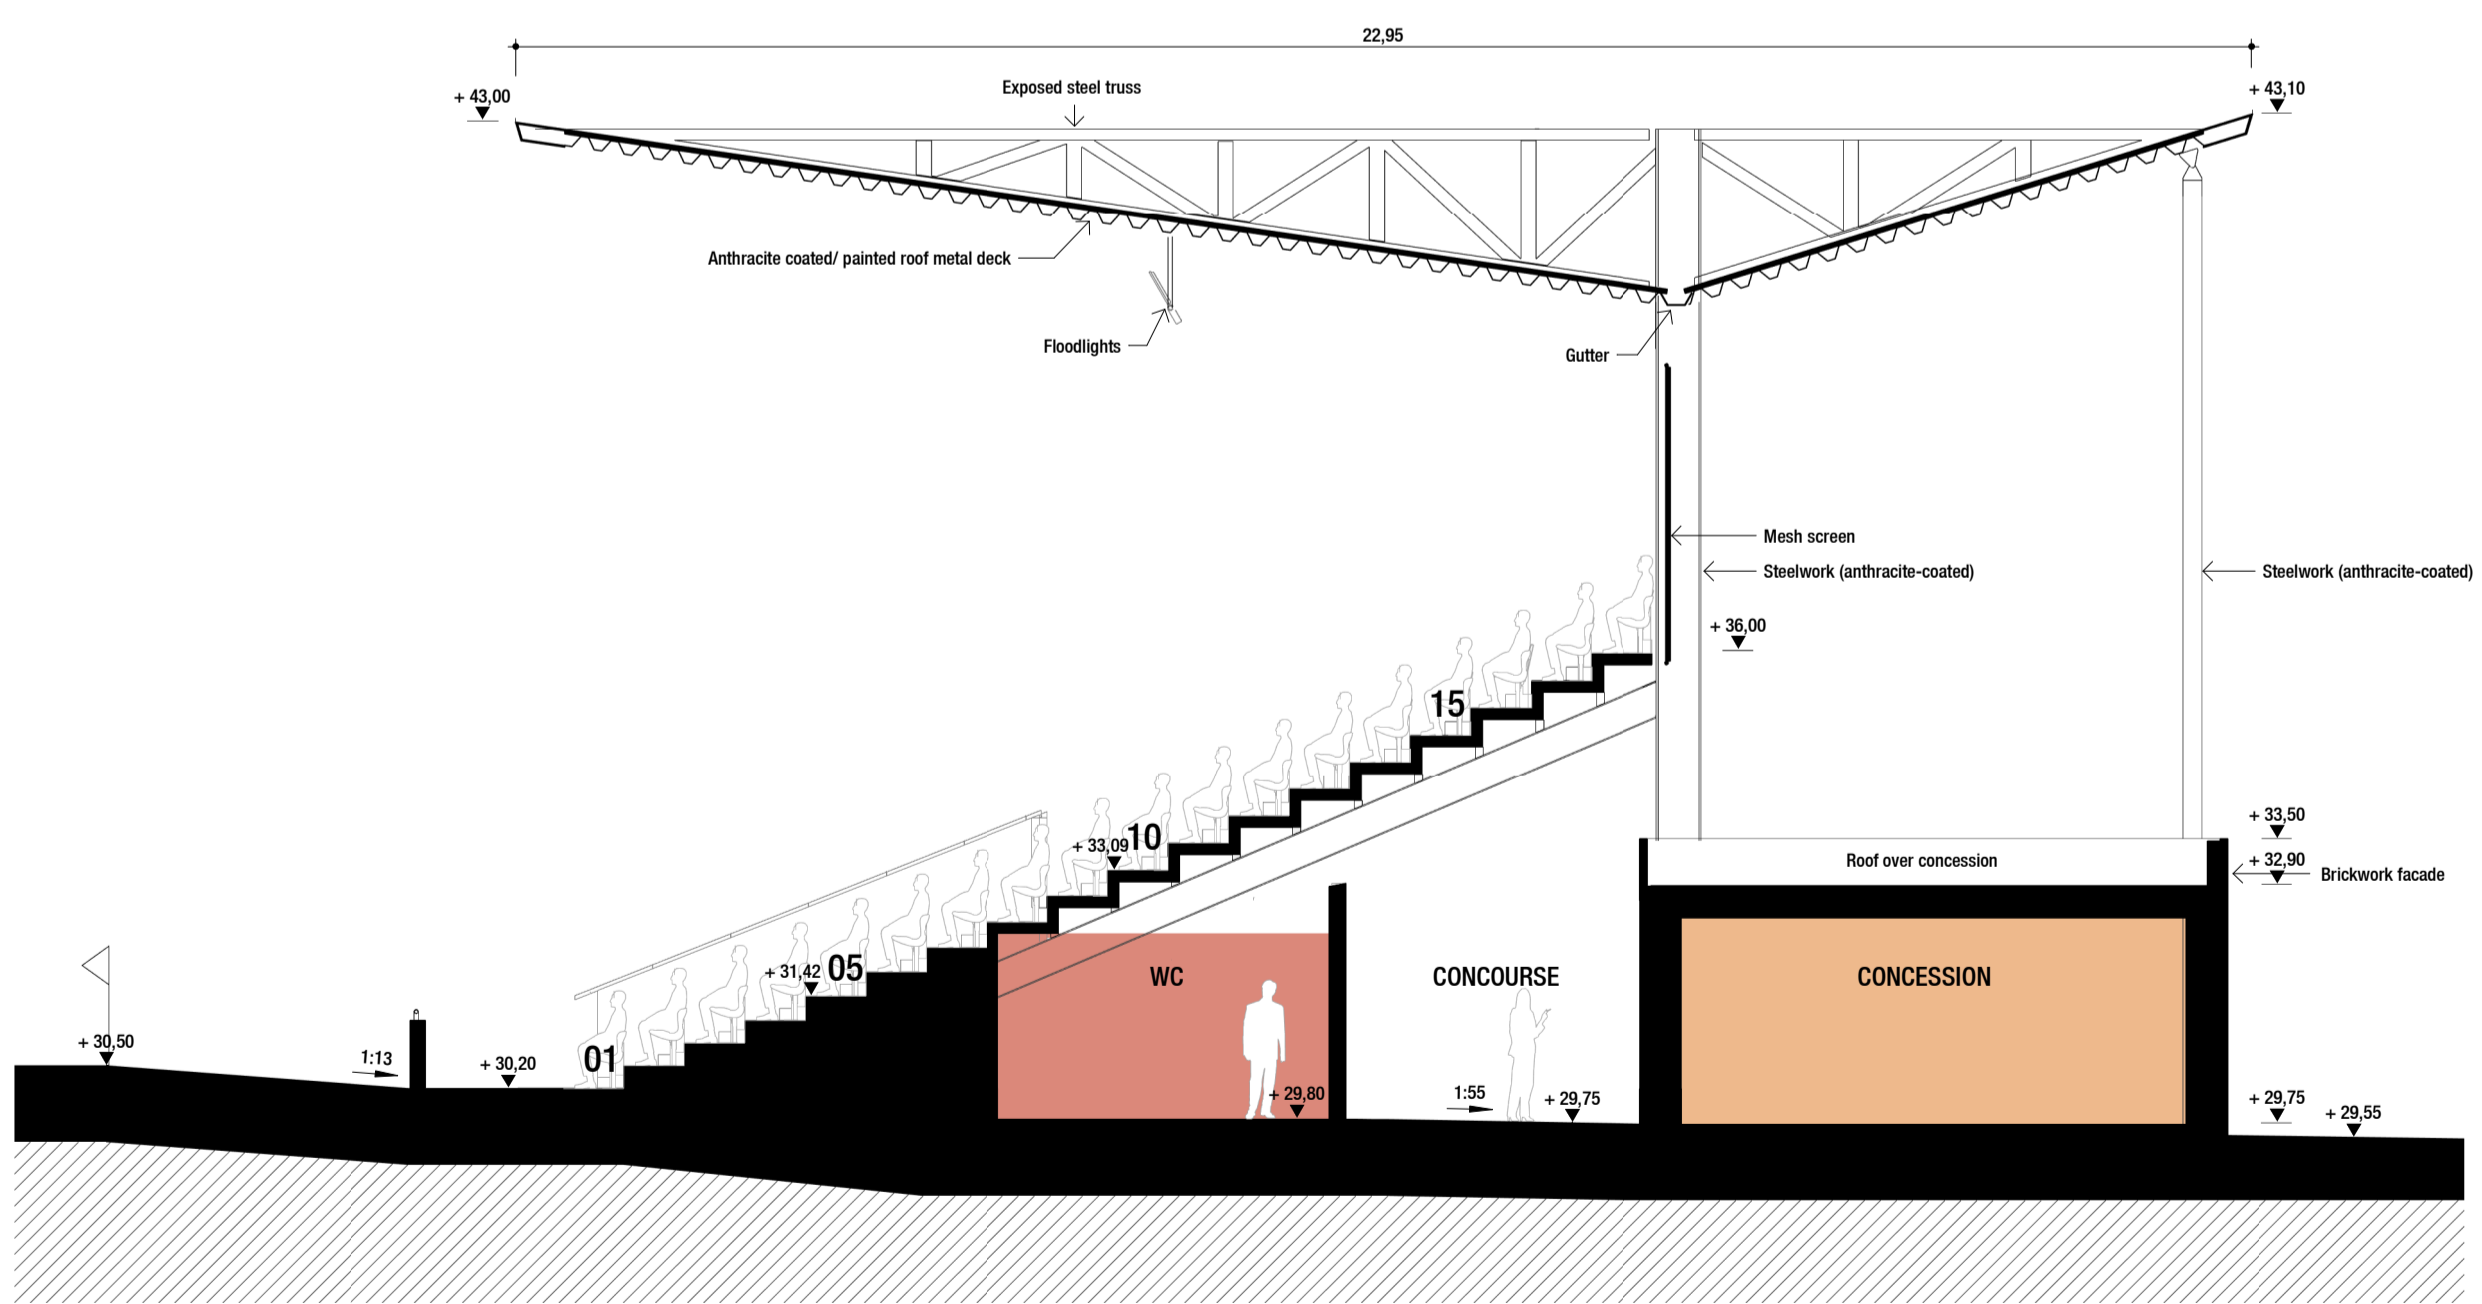 22,95
+ 43,00
Exposed steel truss
+ 43,10
Anthracite coated/ painted roof metal deck
Floodlights
Gutter
Mesh screen
Steelwork (anthracite-coated)
Steelwork (anthracite-coated)
+ 36,00
15
+ 33,50
+ 33,09
10
Roof over concession
+ 32,90
Brickwork facade
+ 31,42
05
WC
CONCOURSE
CONCESSION
+ 30,50
1:13
+ 30,20
01
+ 29,80
1:55
+ 29,75
+ 29,75
+ 29,55